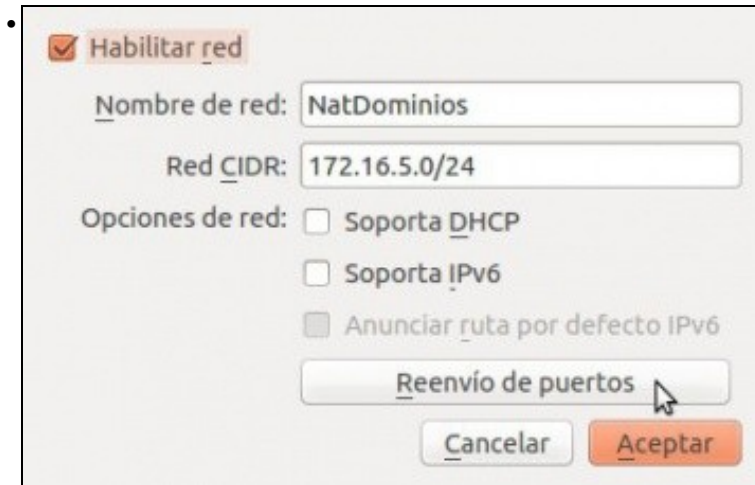 Habilitar red
Nombre de red: NatDominios
Red CIDR: 172.16.5.0/24
Opciones de red: Soporta DHCP
Soporta IPv6
Anunciar ruta por defecto IPv6
Reenvío de puertos
Cancelar Aceptar